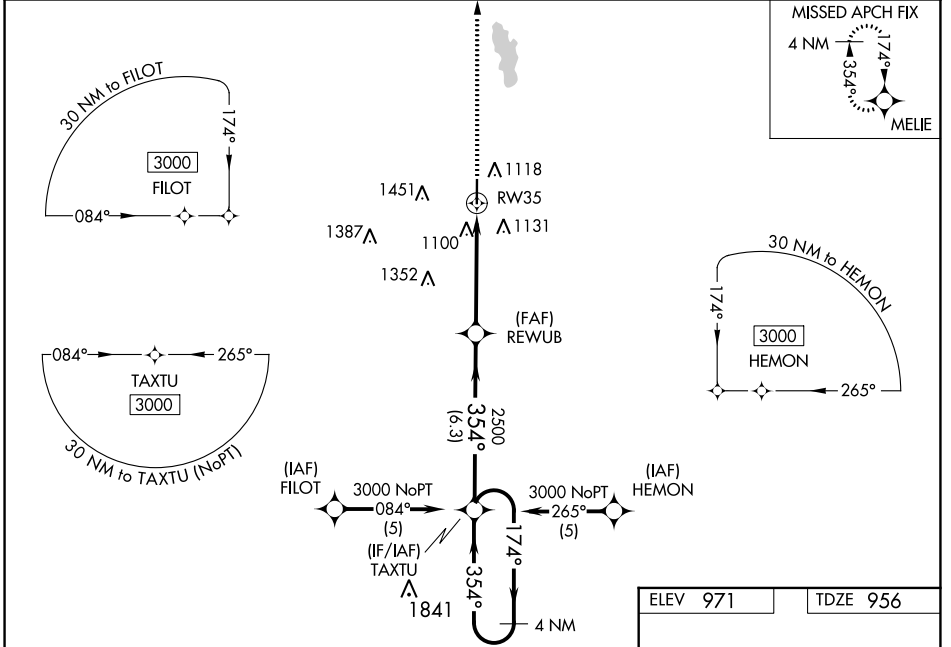 MISSED APCH FIX
4 NM
174°
354°
MELIE
30 NM to FILOT
174°
3000
FILOT
084°
1118
1451
RW35
1387
1100
1131
1352
30 NM to HEMON
174°
3000
HEMON
265°
(FAF)
REWUB
084°
265°
TAXTU
3000
30 NM to TAXTU (NoPT)
2500
354°
(6.3)
(IAF)
FILOT
3000 NoPT
084°
(5)
(IAF)
HEMON
3000 NoPT
265°
(5)
(IF/IAF)
TAXTU
174°
354°
1841
4 NM
ELEV 971
TDZE 956